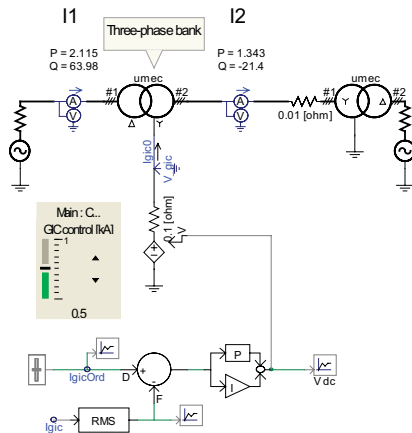 I1
Three-phase bank
I2
P = 2.115
Q = 63.98
P = 1.343
Q = -21.4
#1
umec
#2
#1
umec
#2
A
V
A
V
0.01 [ohm]
Igic0
V_gic
0.1 [ohm]
V
Main : C...
GIC control [kA]
1
0.5
IgicOrd
D
+
-
F
P
I
Vdc
Igic
RMS